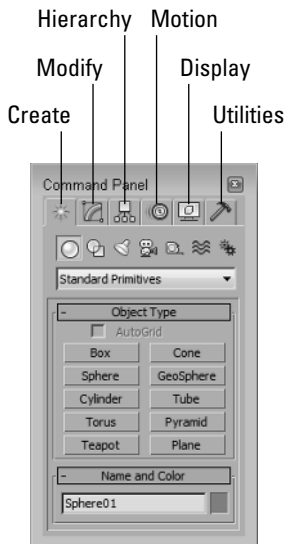 Hierarchy Motion
Modify Display
Create Utilities
Command Panel
Standard Primitives
- Object Type
AutoGrid
Box Cone
Sphere GeoSphere
Cylinder Tube
Torus Pyramid
Teapot Plane
- Name and Color
Sphere01